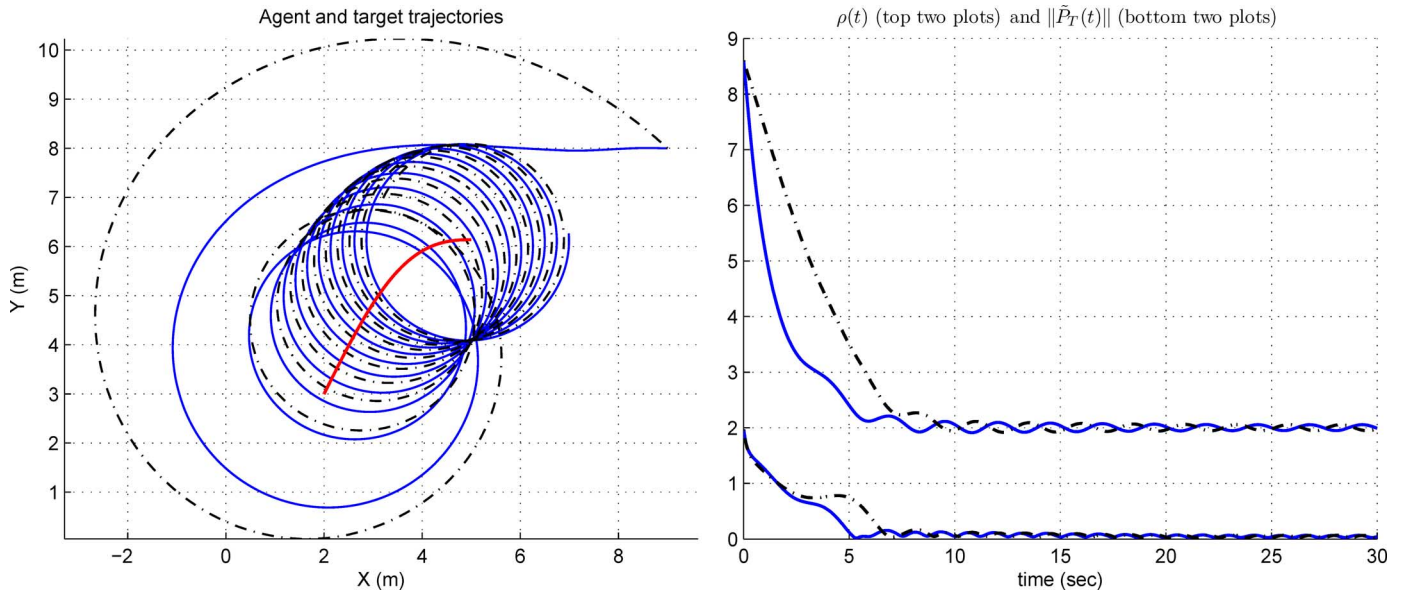 Agent and target trajectories
10
9
8
7
6
5
4
3
2
1
Y (m)
−2 0 2 4 6 8
X (m)
ρ(t) (top two plots) and ||P̃_T(t)|| (bottom two plots)
9
8
7
6
5
4
3
2
1
0
0 5 10 15 20 25 30
time (sec)